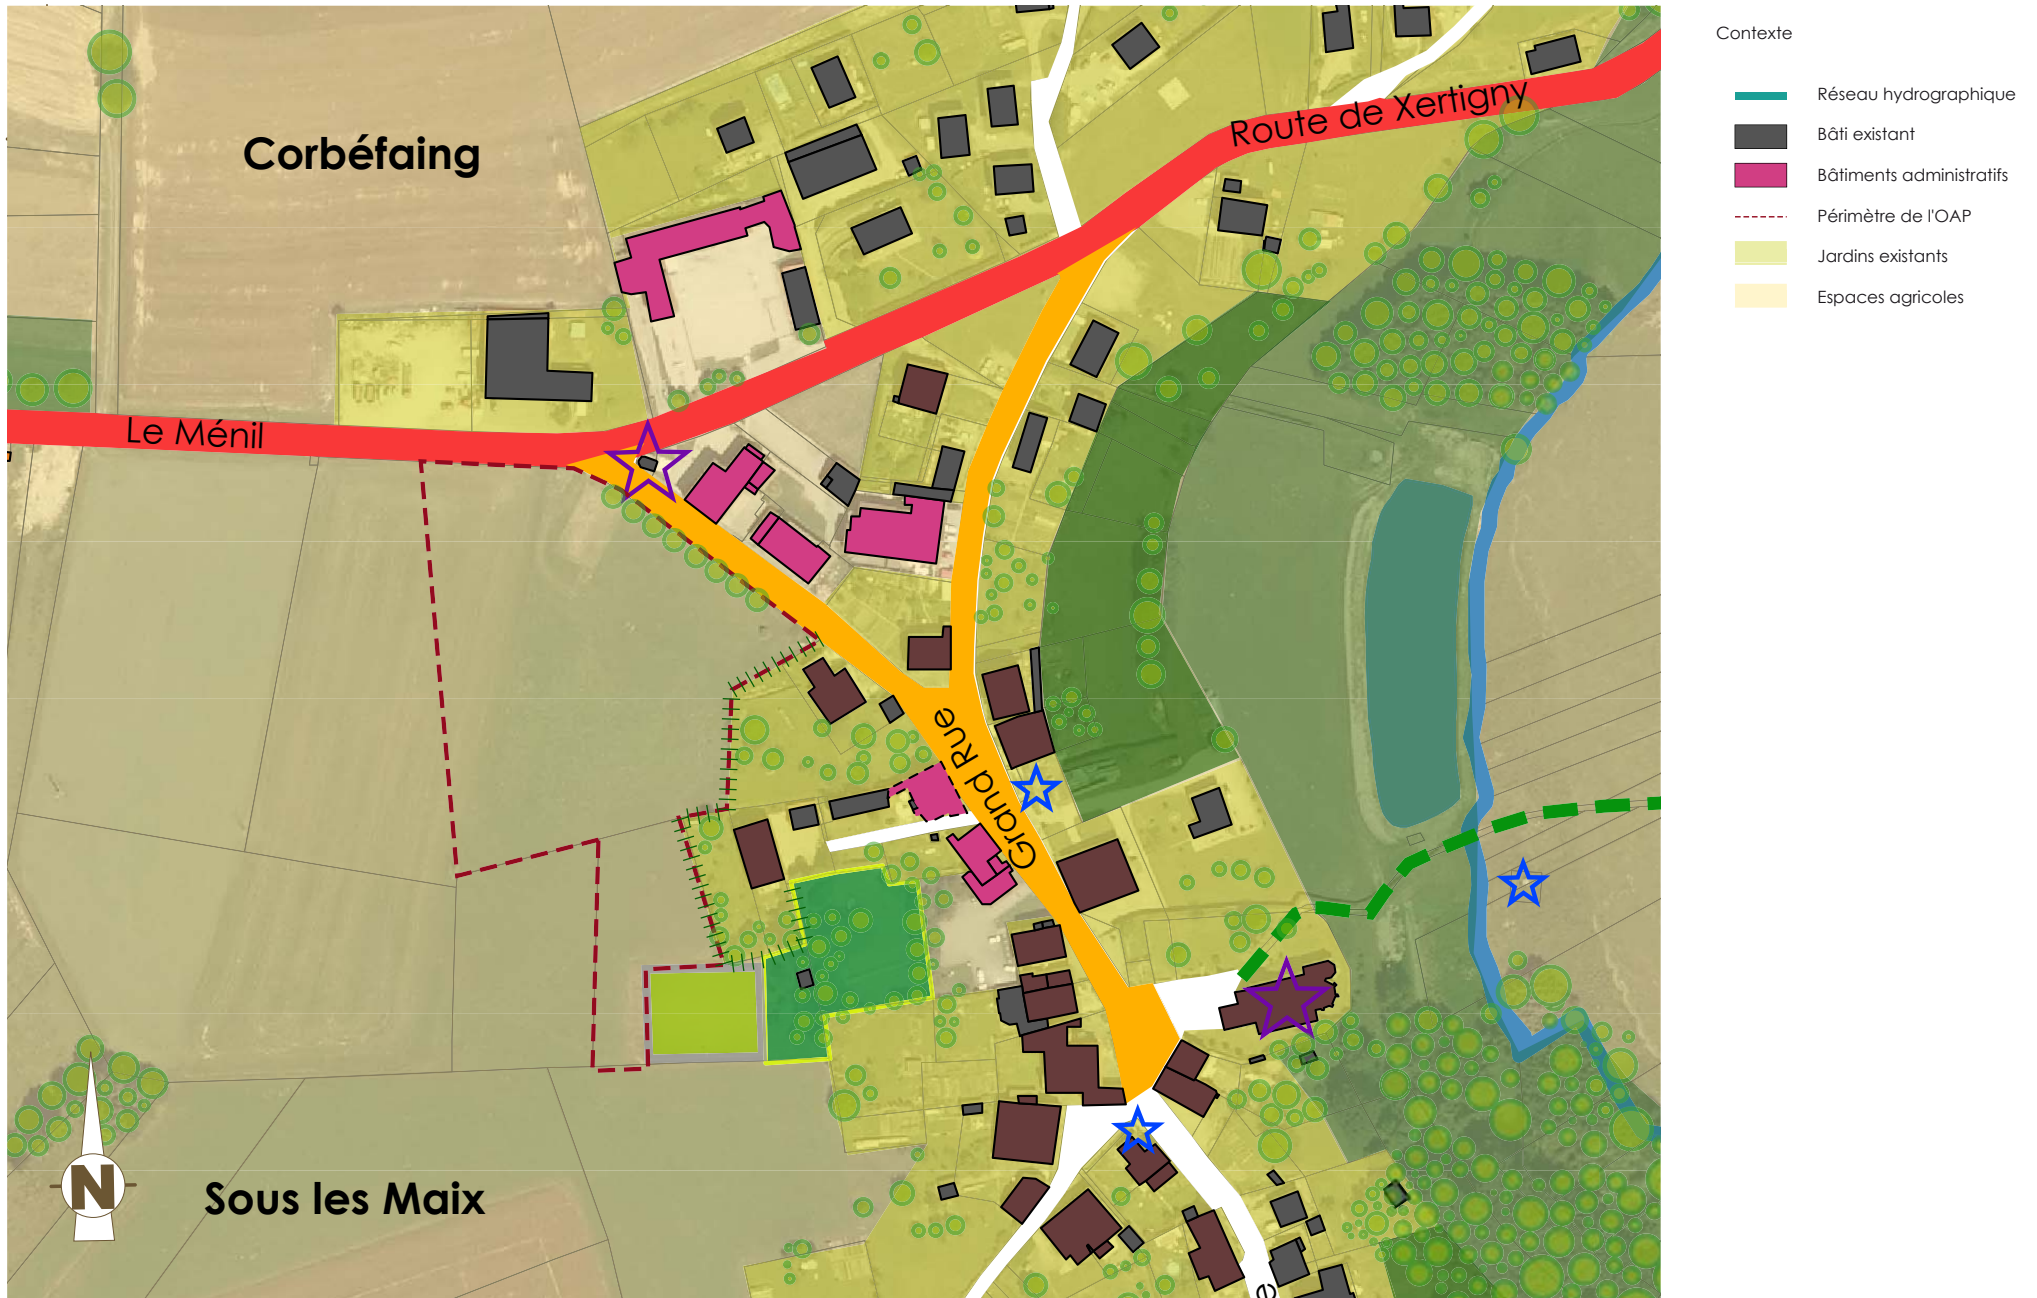 Contexte
Réseau hydrographique
Bâti existant
Bâtiments administratifs
Périmètre de l'OAP
Jardins existants
Espaces agricoles
Corbéfaing
Route de Xertigny
Le Ménil
Grand Rue
Sous les Maix
N
e